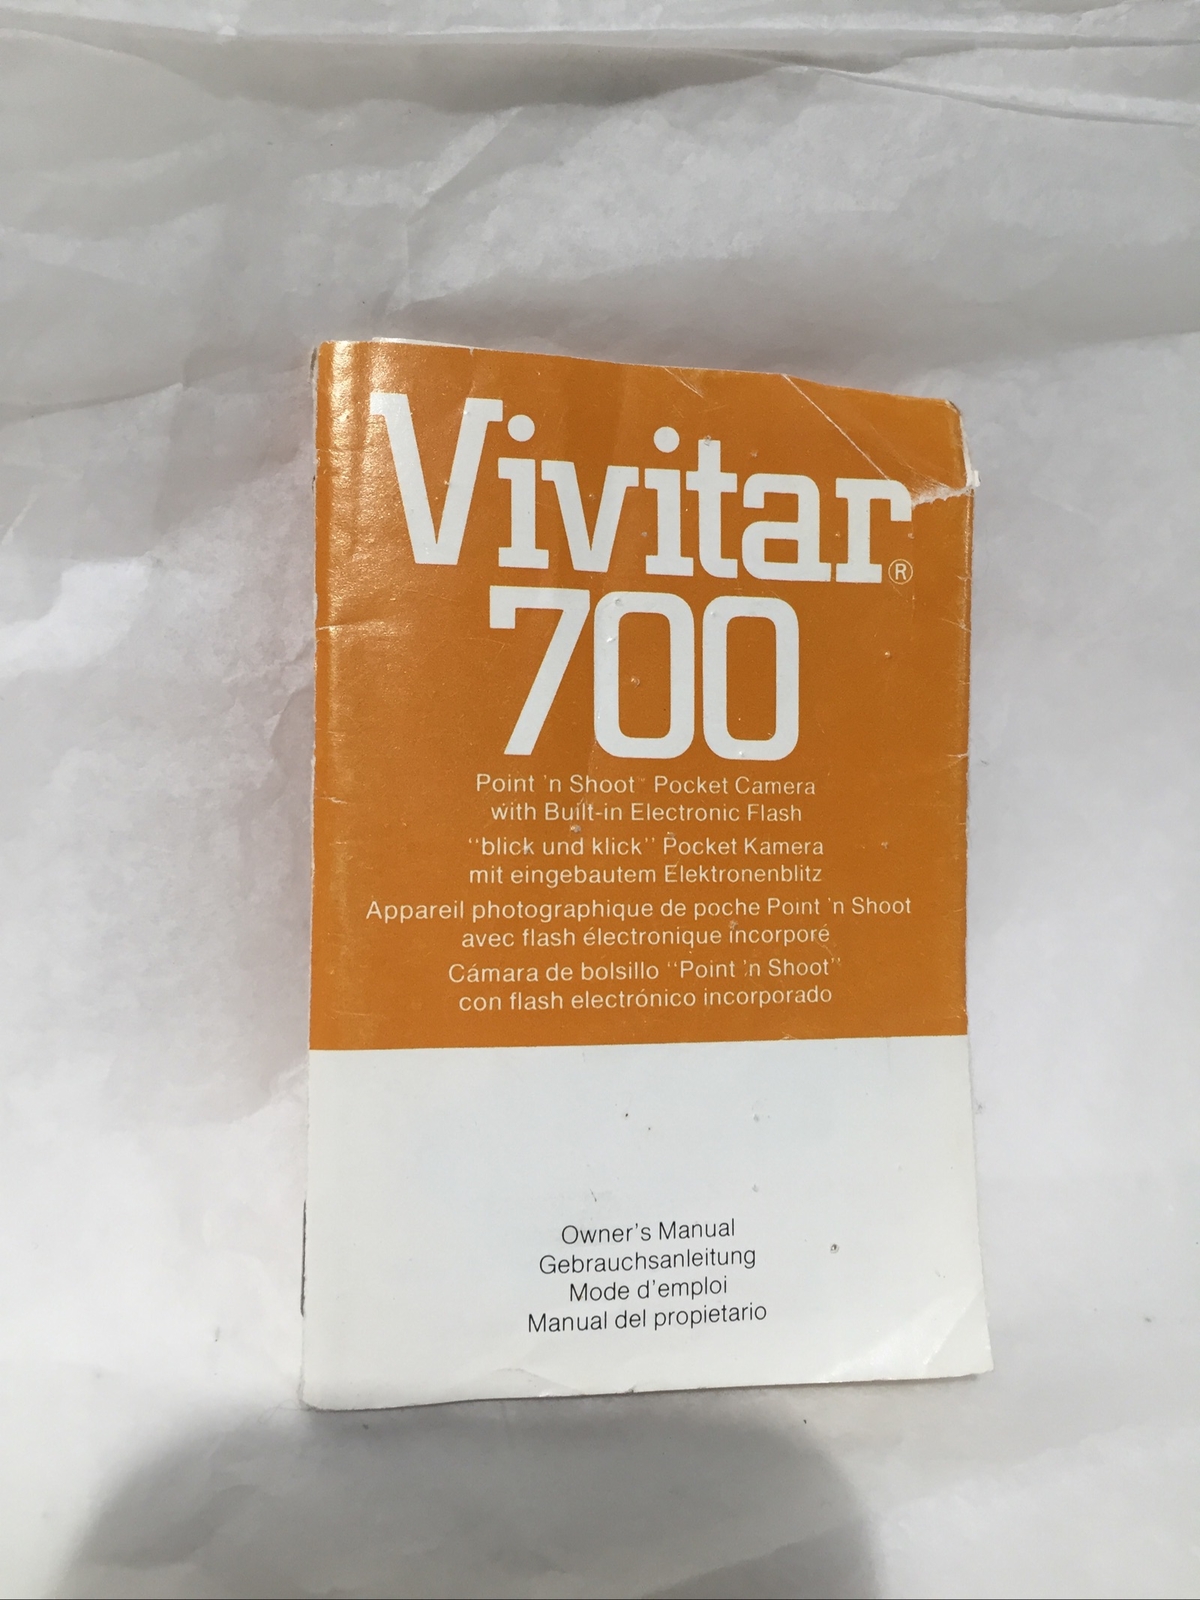 Vivitar®
700
Point 'n Shoot™ Pocket Camera
with Built-in Electronic Flash
“blick und klick” Pocket Kamera
mit eingebautem Elektronenblitz
Appareil photographique de poche Point 'n Shoot
avec flash électronique incorporé
Cámara de bolsillo “Point 'n Shoot”
con flash electrónico incorporado
Owner's Manual
Gebrauchsanleitung
Mode d'emploi
Manual del propietario